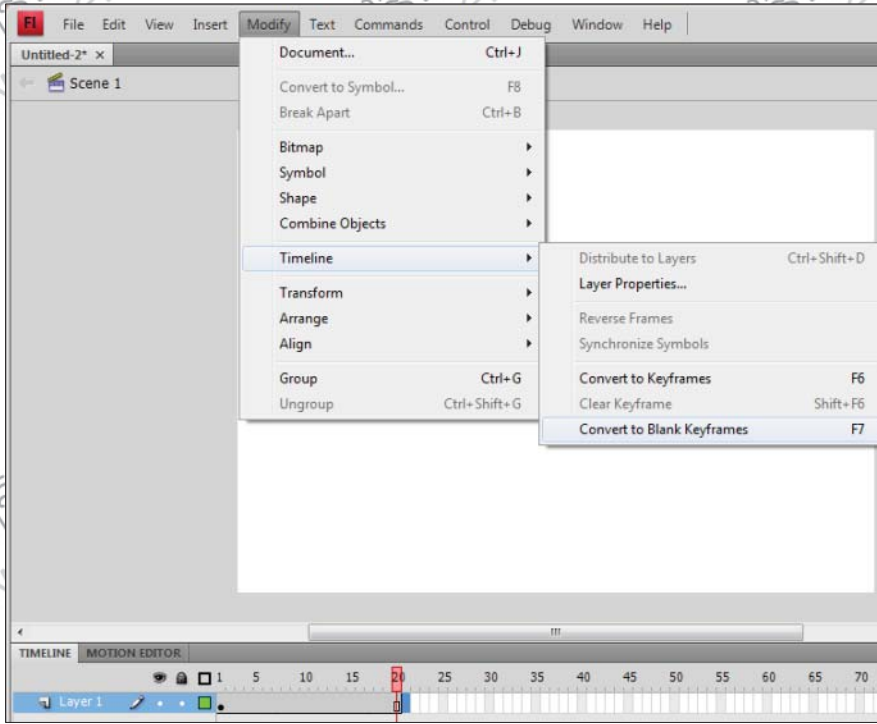 Fl File Edit View Insert Modify Text Commands Control Debug Window Help
Untitled-2* ×
Scene 1
Document... Ctrl+J
Convert to Symbol... F8
Break Apart Ctrl+B
Bitmap
Symbol
Shape
Combine Objects
Timeline
Transform
Arrange
Align
Group Ctrl+G
Ungroup Ctrl+Shift+G
Distribute to Layers Ctrl+Shift+D
Layer Properties...
Reverse Frames
Synchronize Symbols
Convert to Keyframes F6
Clear Keyframe Shift+F6
Convert to Blank Keyframes F7
TIMELINE MOTION EDITOR
1 5 10 15 20 25 30 35 40 45 50 55 60 65 70
Layer 1